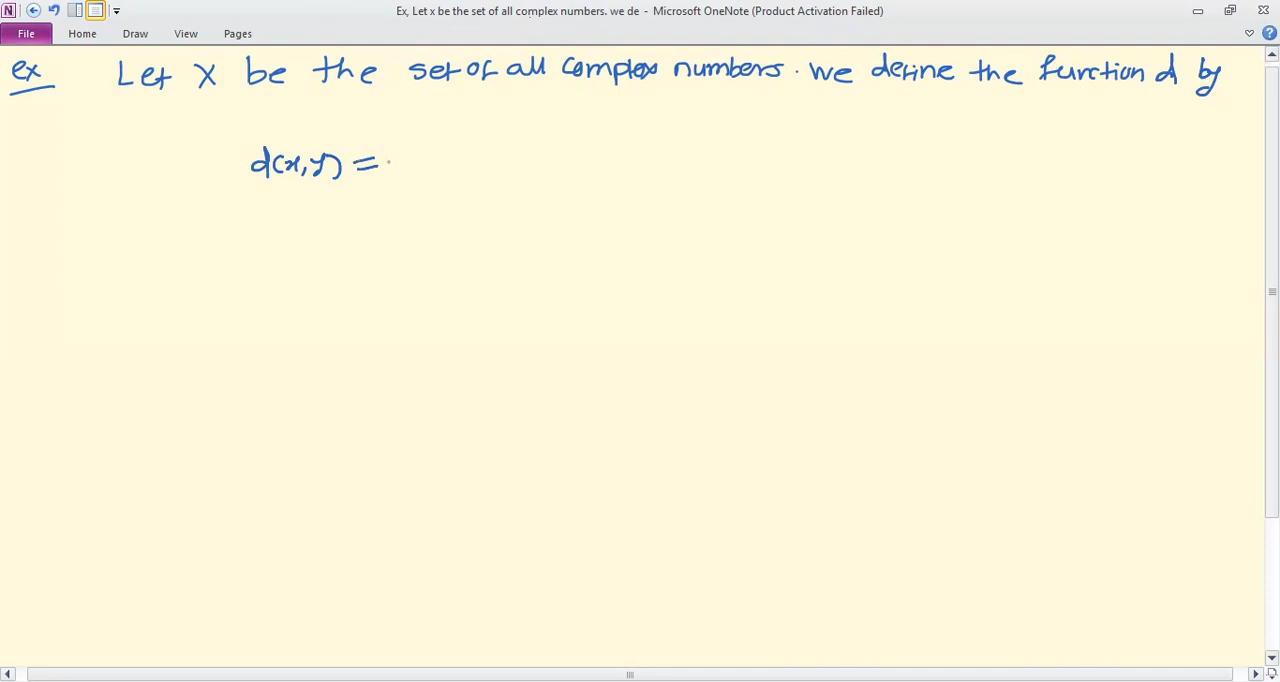 Ex, Let x be the set of all complex numbers. we de - Microsoft OneNote (Product Activation Failed)
File Home Draw View Pages
ex Let X be the set of all complex numbers. we define the function d by
d(x,y) =